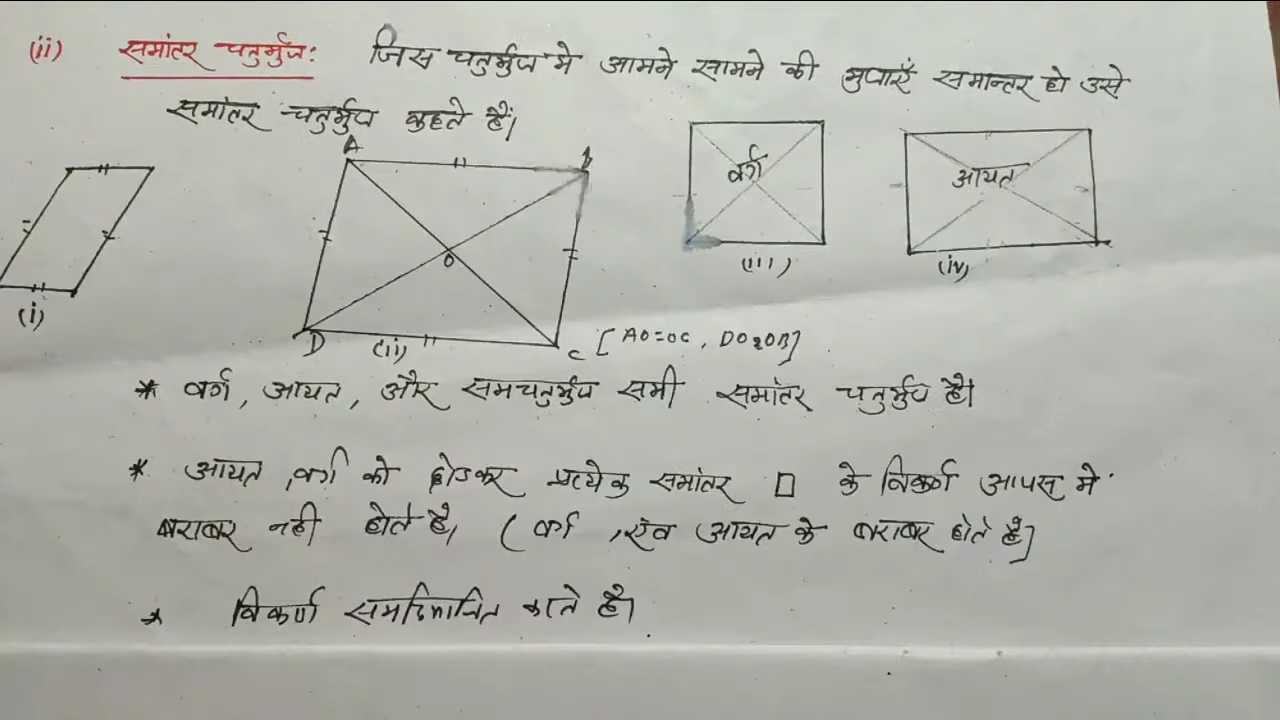 (ii) समांतर चतुर्भुज: जिस चतुर्भुज मे आमने सामने की भुजाएँ समान्तर हो उसे
समांतर चतुर्भुज कहते हैं।
A
वर्ग
आयत
O
(i)
D
(ii)
C
(iii)
(iv)
[AO=OC, DO=OB]
* वर्ग, आयत, और समचतुर्भुज सभी समांतर चतुर्भुज है।
* आयत, वर्ग को छोडकर प्रत्येक समांतर □ के विकर्ण आपस मे
बराबर नही होते है। (वर्ग, एंव आयत के बराबर होते है]
* विकर्ण समद्विभाजित करते है।